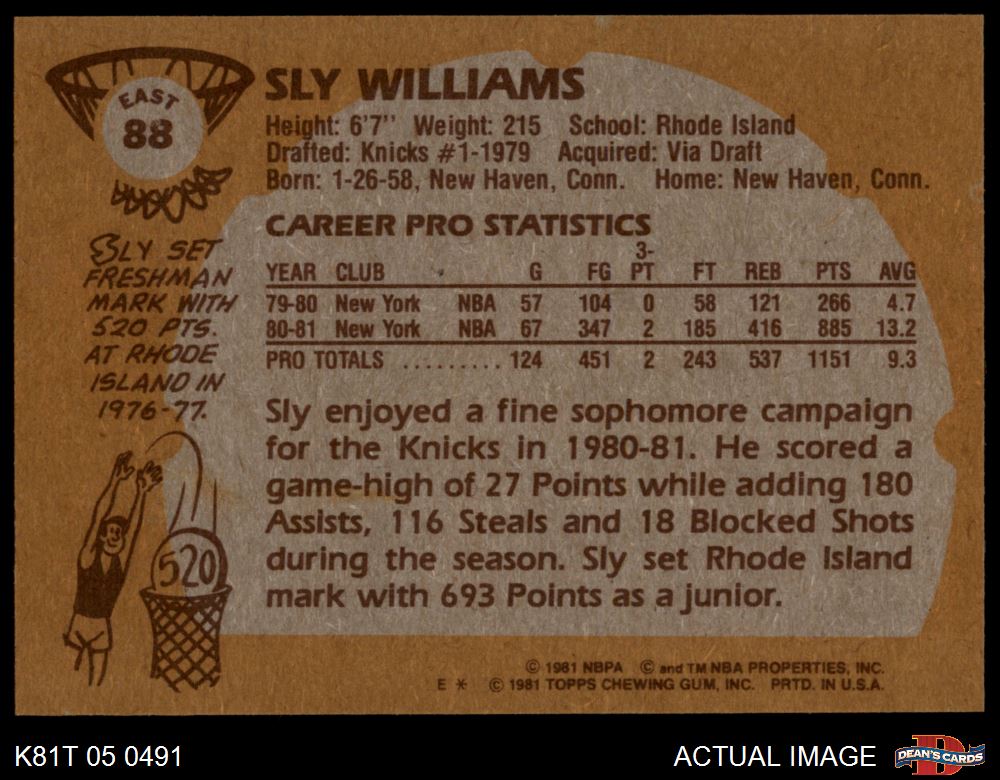 EAST
88
SLY WILLIAMS
Height: 6'7" Weight: 215 School: Rhode Island
Drafted: Knicks #1-1979 Acquired: Via Draft
Born: 1-26-58, New Haven, Conn. Home: New Haven, Conn.
SLY SET
FRESHMAN
MARK WITH
520 PTS.
AT RHODE
ISLAND IN
1976-77.
520
CAREER PRO STATISTICS
YEAR CLUB G FG 3-PT FT REB PTS AVG
79-80 New York NBA 57 104 0 58 121 266 4.7
80-81 New York NBA 67 347 2 185 416 885 13.2
PRO TOTALS ......... 124 451 2 243 537 1151 9.3
Sly enjoyed a fine sophomore campaign
for the Knicks in 1980-81. He scored a
game-high of 27 Points while adding 180
Assists, 116 Steals and 18 Blocked Shots
during the season. Sly set Rhode Island
mark with 693 Points as a junior.
© 1981 NBPA © and TM NBA PROPERTIES, INC.
E * © 1981 TOPPS CHEWING GUM, INC. PRTD. IN U.S.A.
K81T 05 0491
ACTUAL IMAGE
DEAN'S CARDS